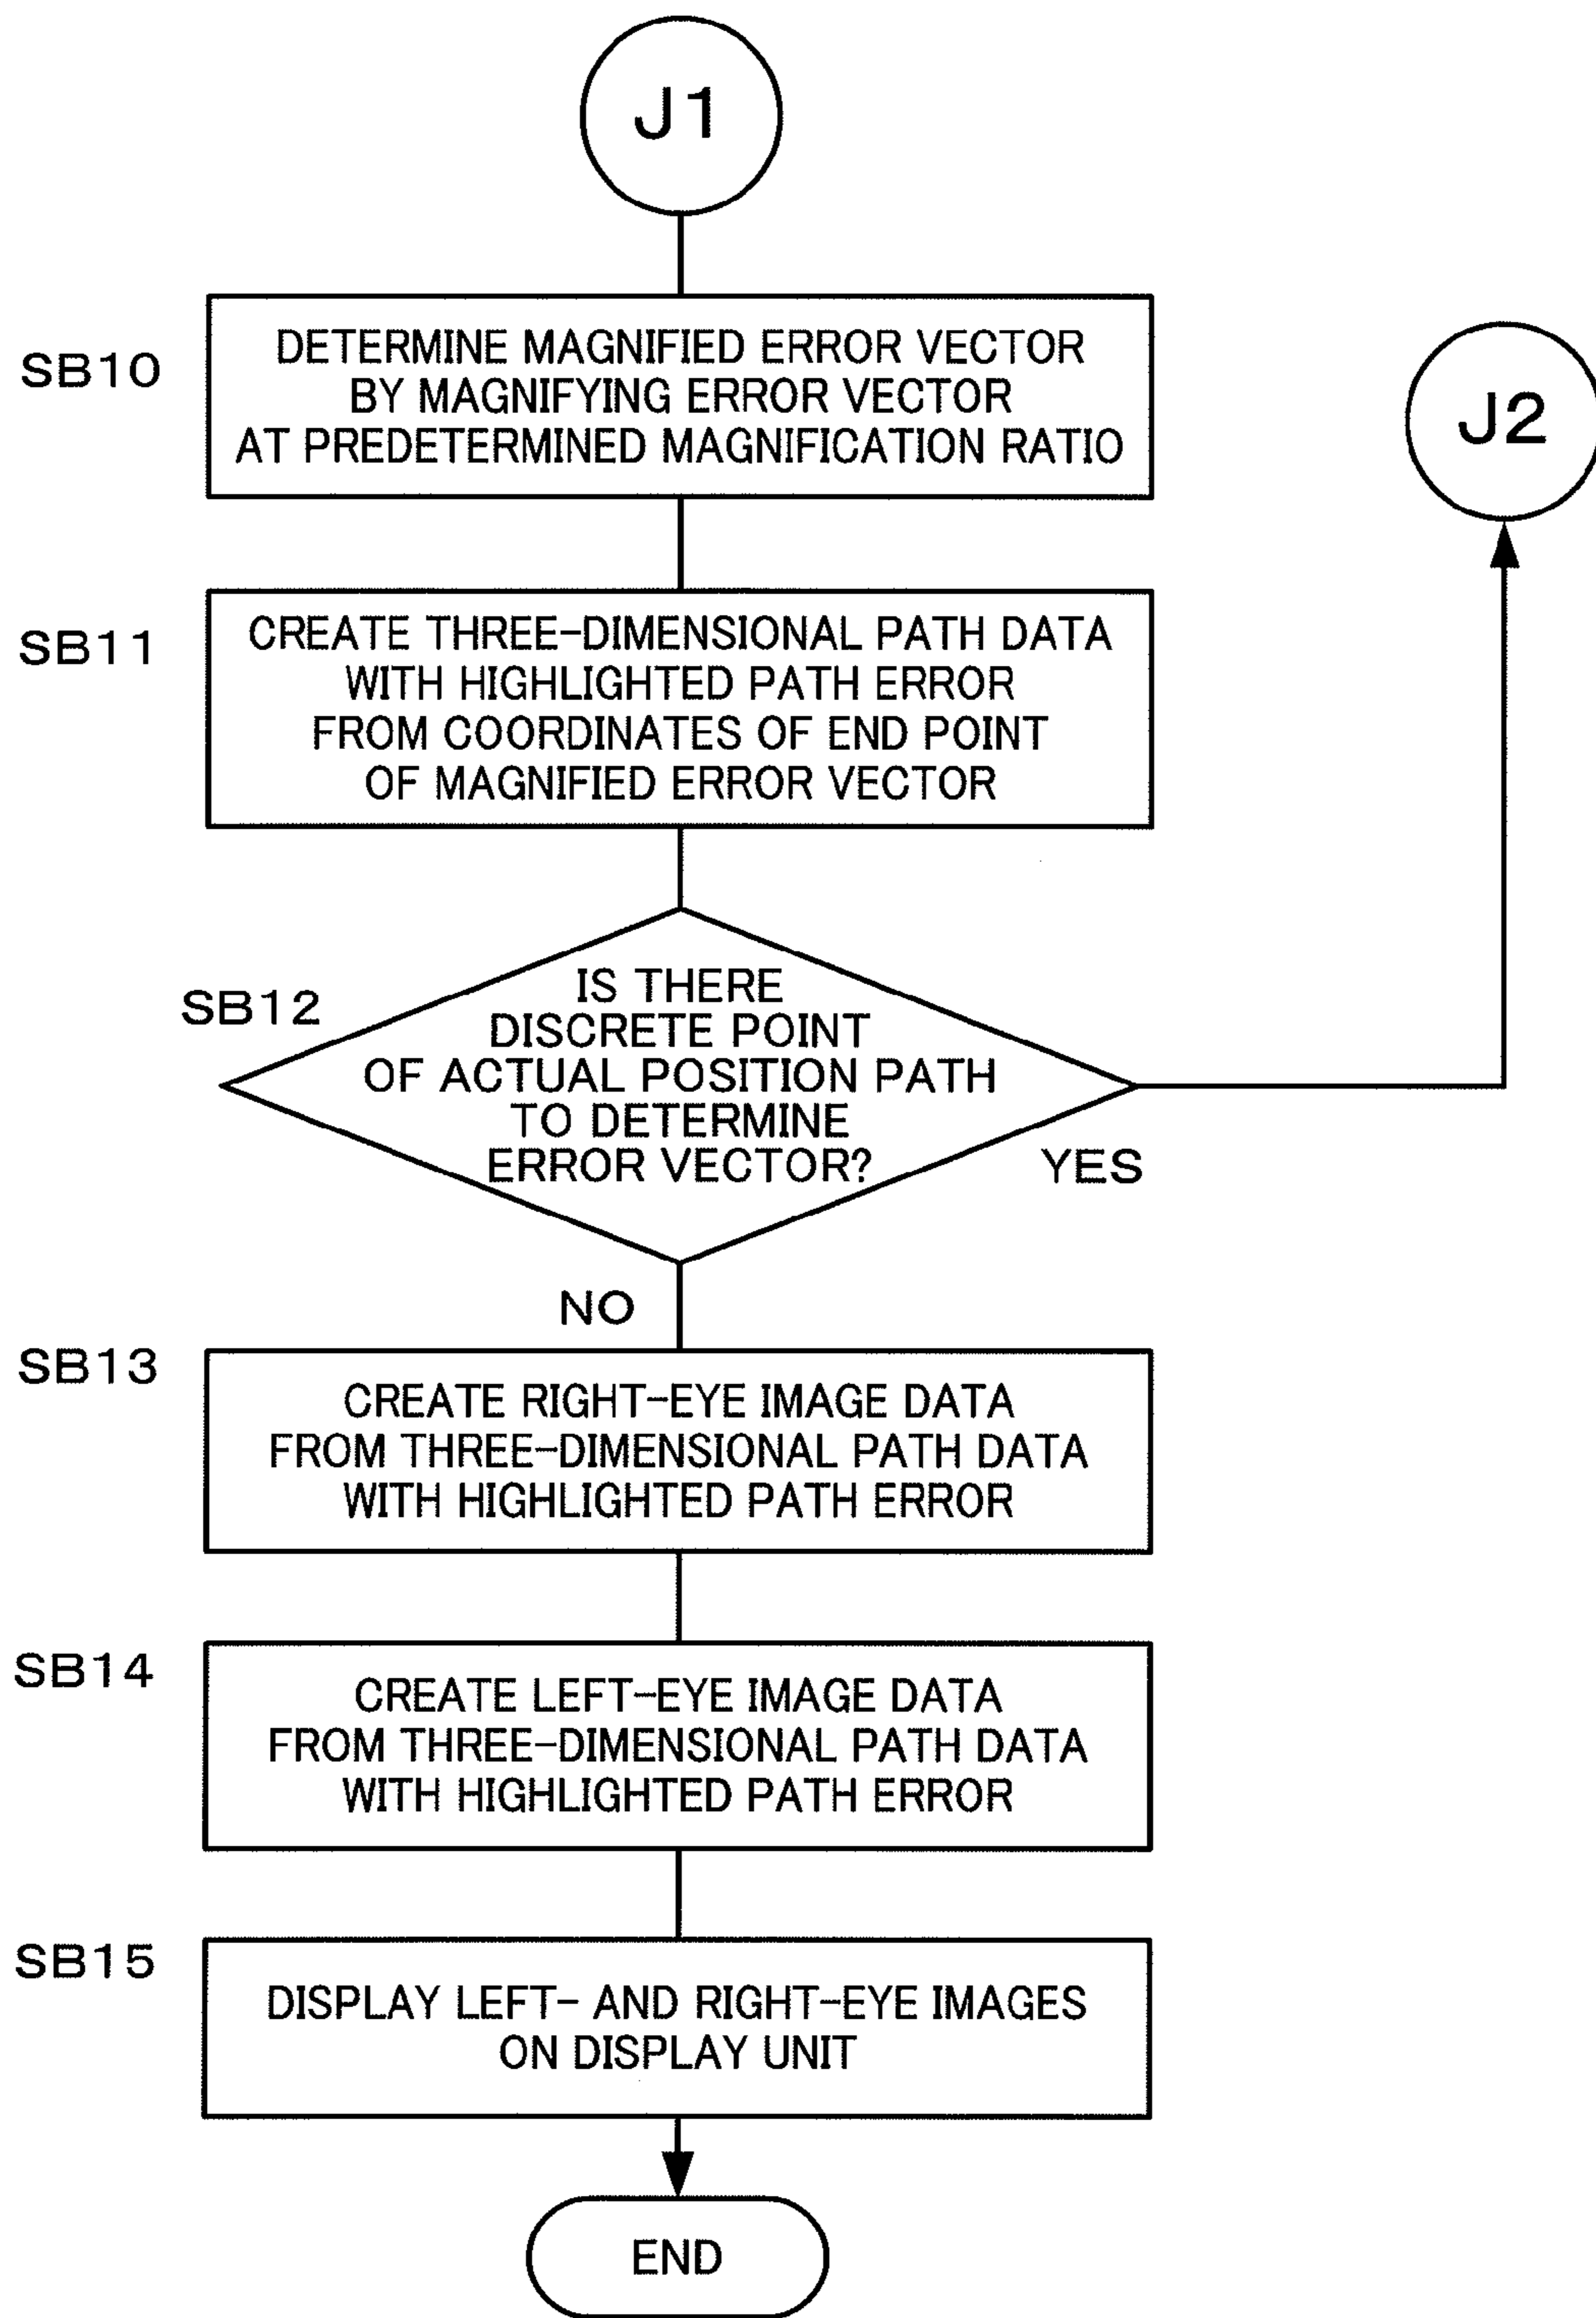 J1
SB10
DETERMINE MAGNIFIED ERROR VECTOR
BY MAGNIFYING ERROR VECTOR
AT PREDETERMINED MAGNIFICATION RATIO
J2
SB11
CREATE THREE-DIMENSIONAL PATH DATA
WITH HIGHLIGHTED PATH ERROR
FROM COORDINATES OF END POINT
OF MAGNIFIED ERROR VECTOR
SB12
IS THERE
DISCRETE POINT
OF ACTUAL POSITION PATH
TO DETERMINE
ERROR VECTOR?
YES
NO
SB13
CREATE RIGHT-EYE IMAGE DATA
FROM THREE-DIMENSIONAL PATH DATA
WITH HIGHLIGHTED PATH ERROR
SB14
CREATE LEFT-EYE IMAGE DATA
FROM THREE-DIMENSIONAL PATH DATA
WITH HIGHLIGHTED PATH ERROR
SB15
DISPLAY LEFT- AND RIGHT-EYE IMAGES
ON DISPLAY UNIT
END